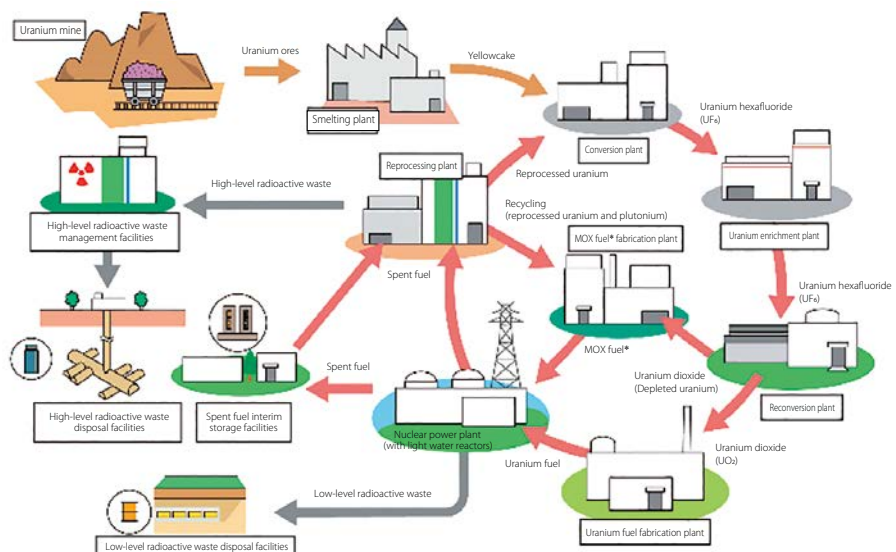 Uranium mine
Uranium ores
Smelting plant
Yellowcake
Conversion plant
Uranium hexafluoride
(UF₆)
Uranium enrichment plant
Reprocessing plant
Reprocessed uranium
High-level radioactive waste
High-level radioactive waste
management facilities
Recycling
(reprocessed uranium and plutonium)
MOX fuel* fabrication plant
Uranium hexafluoride
(UF₆)
Spent fuel
MOX fuel*
Uranium dioxide
(Depleted uranium)
Reconversion plant
High-level radioactive waste
disposal facilities
Spent fuel interim
storage facilities
Spent fuel
Nuclear power plant
(with light water reactors)
Uranium fuel
Uranium dioxide
(UO₂)
Uranium fuel fabrication plant
Low-level radioactive waste
Low-level radioactive waste disposal facilities